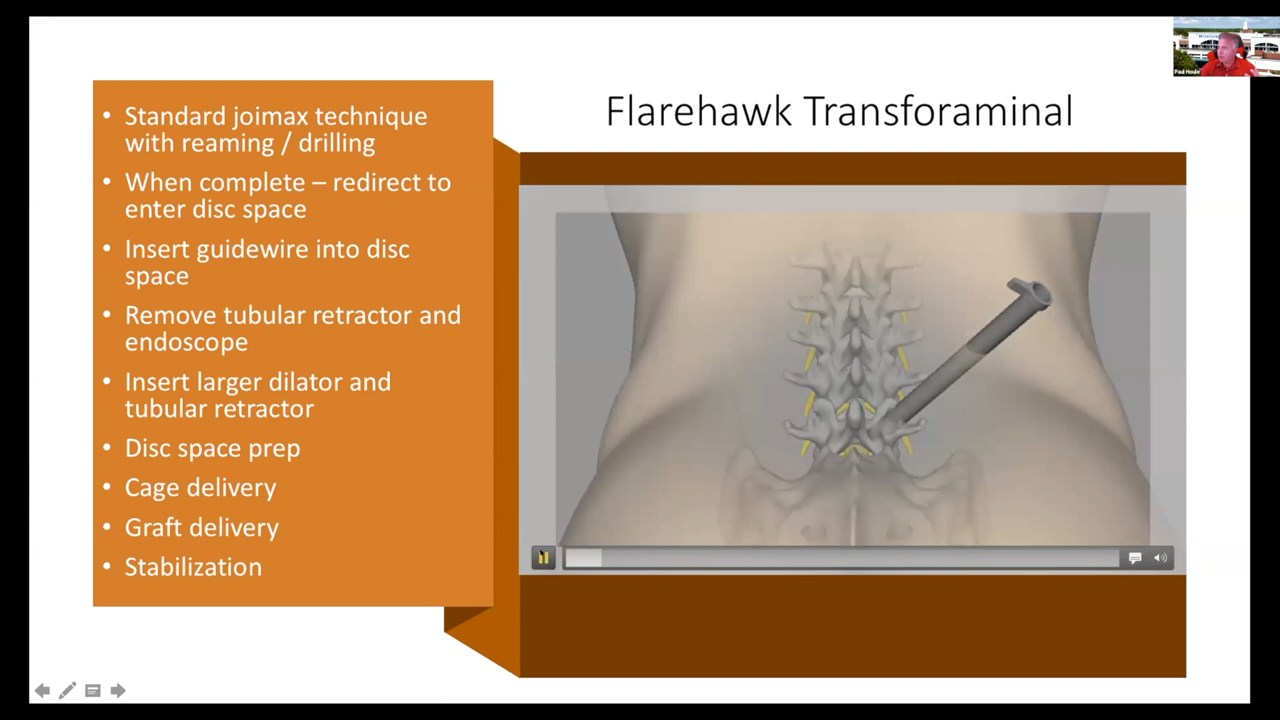 Flarehawk Transforaminal
• Standard joimax technique
with reaming / drilling
• When complete – redirect to
enter disc space
• Insert guidewire into disc
space
• Remove tubular retractor and
endoscope
• Insert larger dilator and
tubular retractor
• Disc space prep
• Cage delivery
• Graft delivery
• Stabilization
Paul Houle